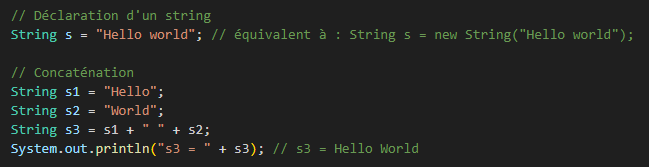 // Déclaration d'un string
String s = "Hello world"; // équivalent à : String s = new String("Hello world");
// Concaténation
String s1 = "Hello";
String s2 = "World";
String s3 = s1 + " " + s2;
System.out.println("s3 = " + s3); // s3 = Hello World